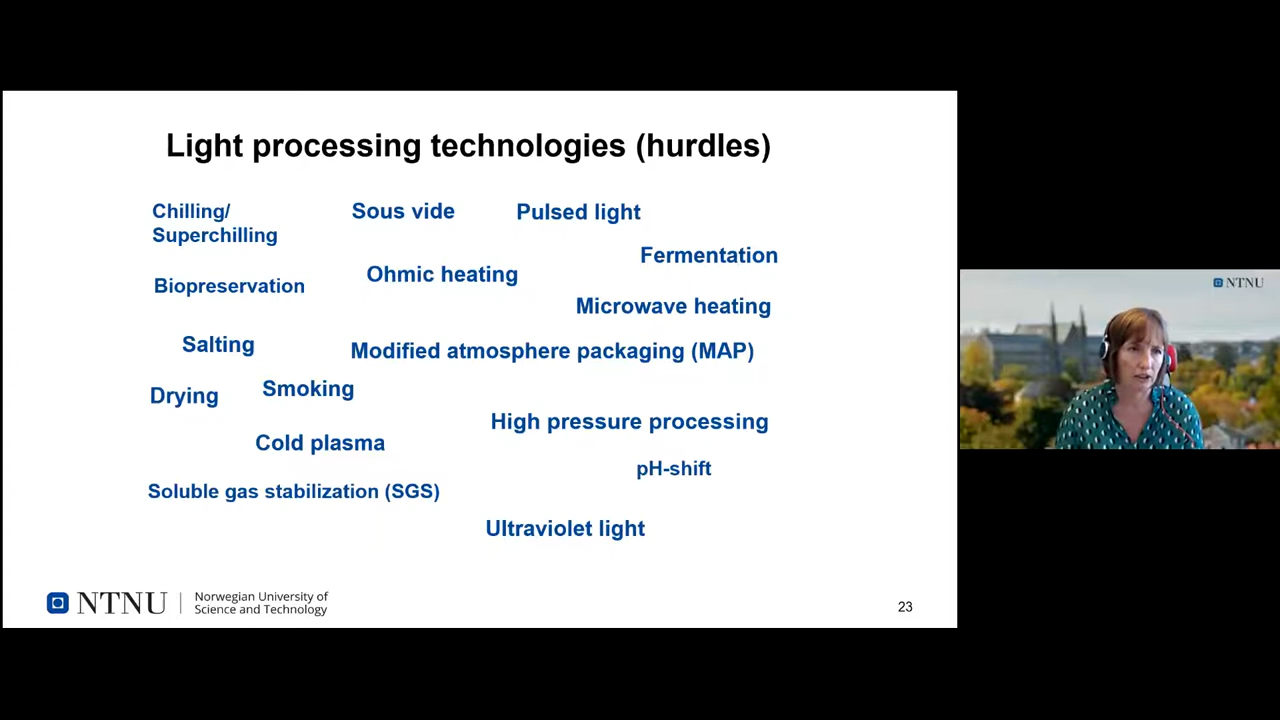 Light processing technologies (hurdles)
Chilling/
Superchilling
Sous vide
Pulsed light
Fermentation
Biopreservation
Ohmic heating
Microwave heating
Salting
Modified atmosphere packaging (MAP)
Drying
Smoking
High pressure processing
Cold plasma
pH-shift
Soluble gas stabilization (SGS)
Ultraviolet light
NTNU
Norwegian University of
Science and Technology
23
NTNU